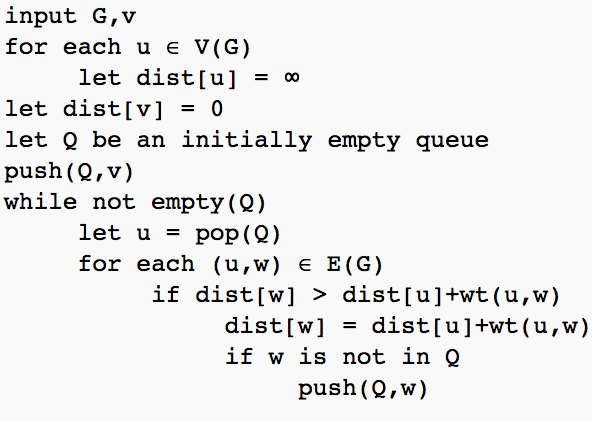 input G,v
for each u ∈ V(G)
     let dist[u] = ∞
let dist[v] = 0
let Q be an initially empty queue
push(Q,v)
while not empty(Q)
     let u = pop(Q)
     for each (u,w) ∈ E(G)
          if dist[w] > dist[u]+wt(u,w)
               dist[w] = dist[u]+wt(u,w)
               if w is not in Q
                    push(Q,w)